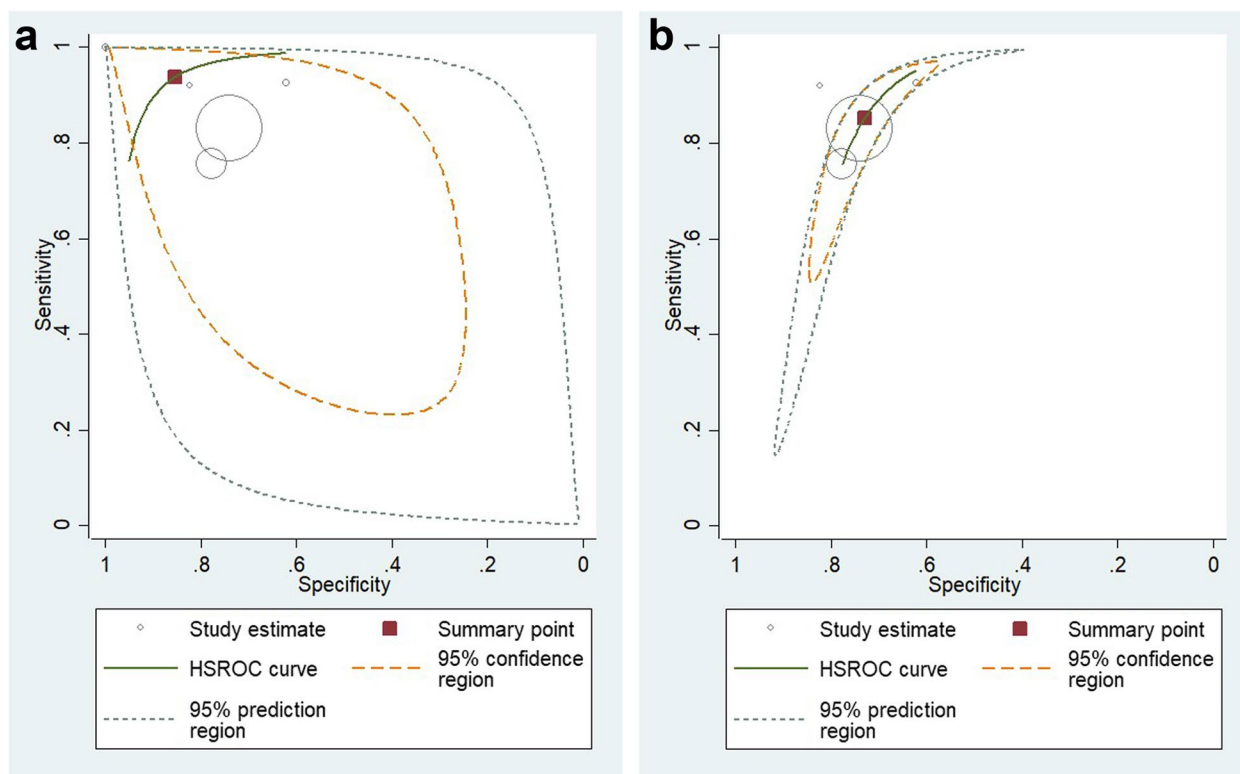 a
1
.8
.6
.4
.2
0
Sensitivity
1 .8 .6 .4 .2 0
Specificity
Study estimate Summary point
HSROC curve 95% confidence
region
95% prediction
region
b
1
.8
.6
.4
.2
0
Sensitivity
1 .8 .6 .4 .2 0
Specificity
Study estimate Summary point
HSROC curve 95% confidence
region
95% prediction
region